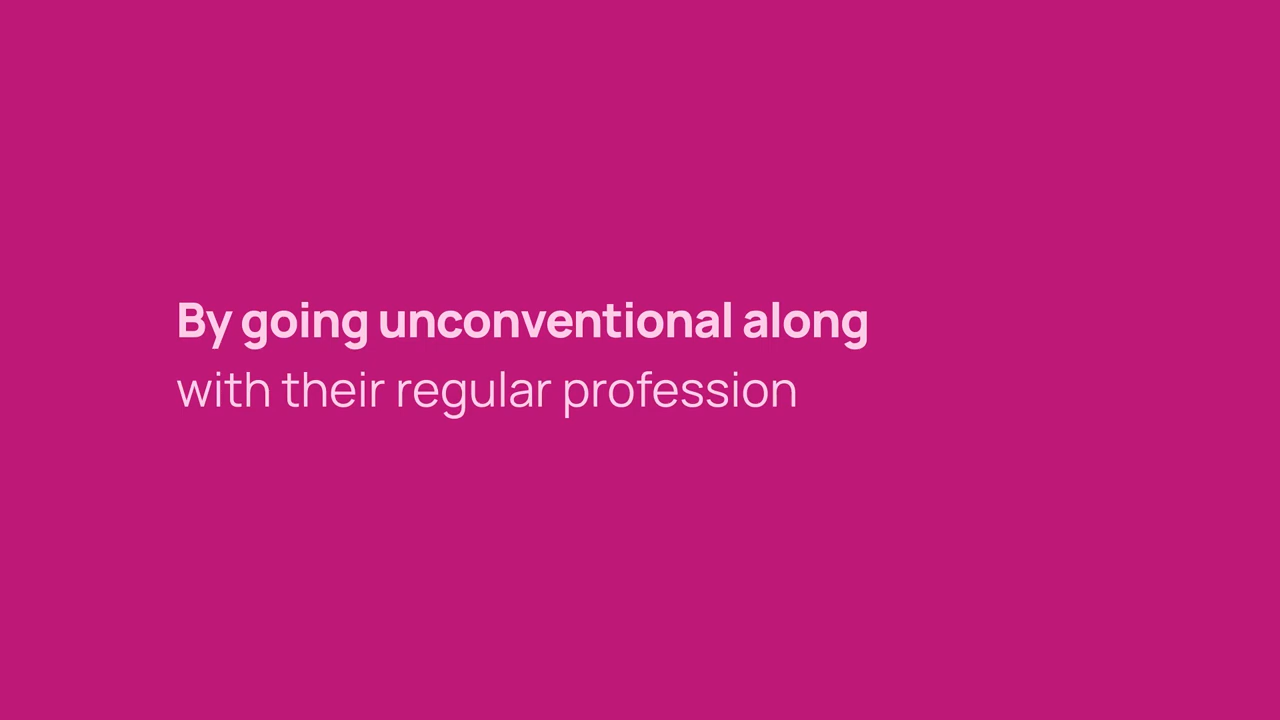 By going unconventional along
with their regular profession